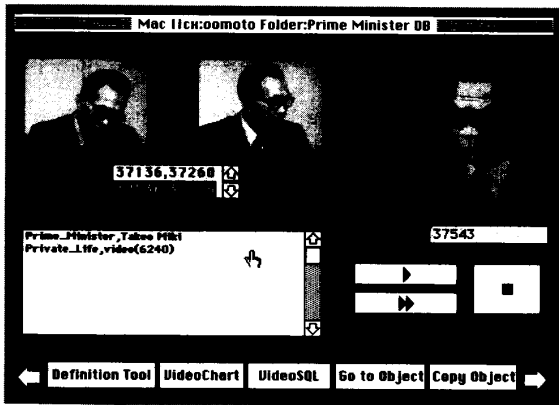 Mac IIcx:oomoto Folder:Prime Minister DB
37136,37260
Prime_Minister,Takeo Miki
Private_Life,video(6240)
37543
Definition Tool
VideoChart
VideoSQL
Go to Object
Copy Object